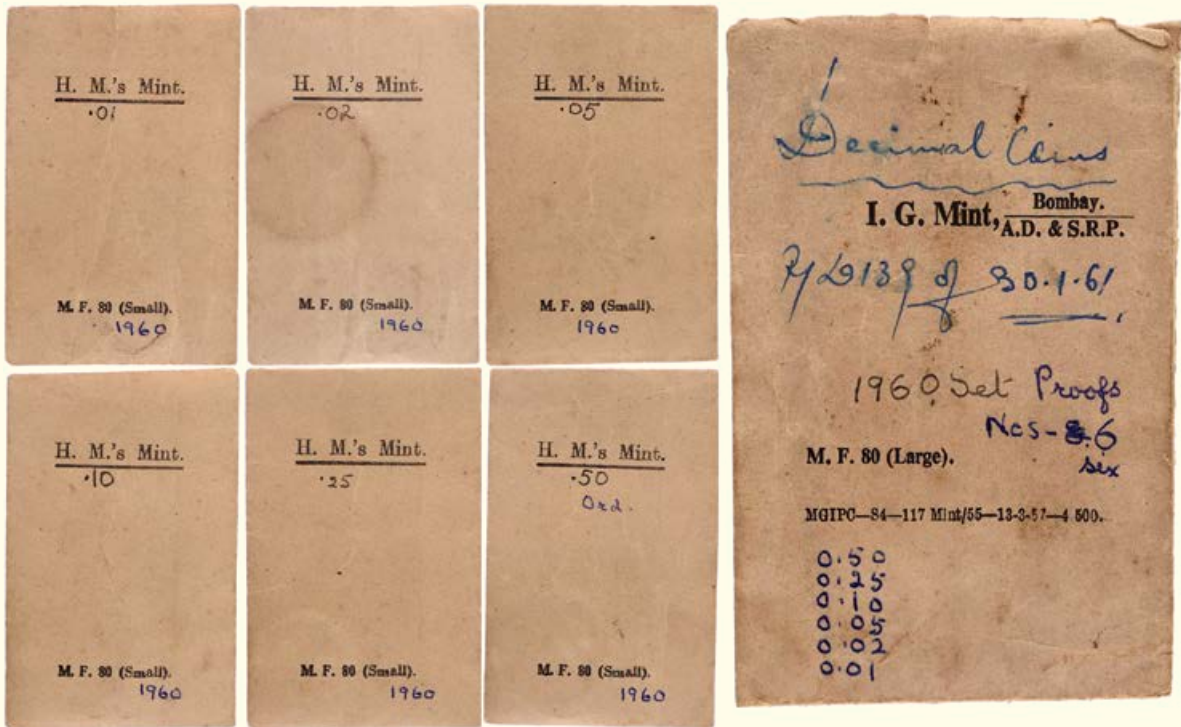 H. M.'s Mint.
.01
M. F. 80 (Small).
1960
H. M.'s Mint.
.02
M. F. 80 (Small).
1960
H. M.'s Mint.
.05
M. F. 80 (Small).
1960
H. M.'s Mint.
.10
M. F. 80 (Small).
1960
H. M.'s Mint.
.25
M. F. 80 (Small).
1960
H. M.'s Mint.
.50
Ord.
M. F. 80 (Small).
1960
Decimal Coins
I. G. Mint, Bombay.
A.D. & S.R.P.
of 30.1.61
1960 Set Proofs
Nos - 6
six
M. F. 80 (Large).
MGIPC—84—117 Mint/55—13-3-57—4 500.
0.50
0.25
0.10
0.05
0.02
0.01